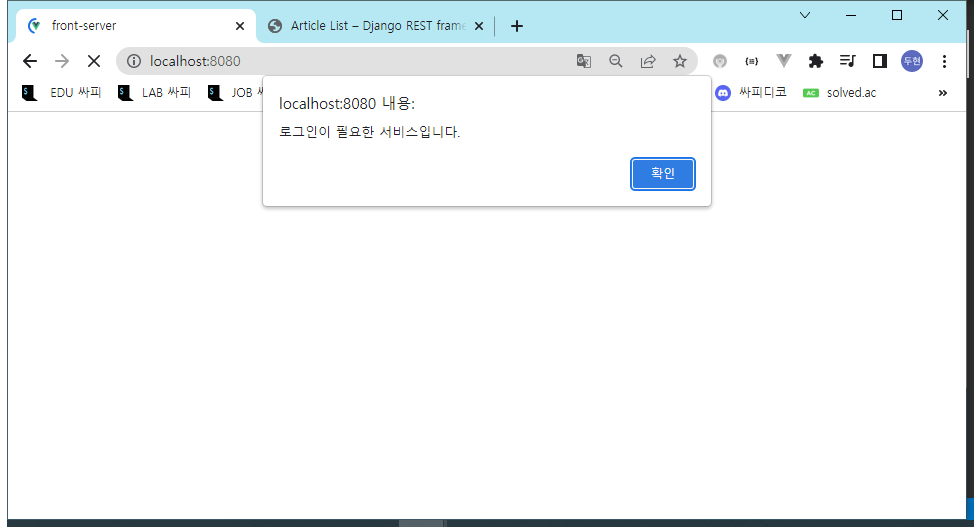 front-server
Article List – Django REST frame
localhost:8080
두현
EDU 싸피
LAB 싸피
JOB
싸피디코
AC
solved.ac
localhost:8080 내용:
로그인이 필요한 서비스입니다.
확인